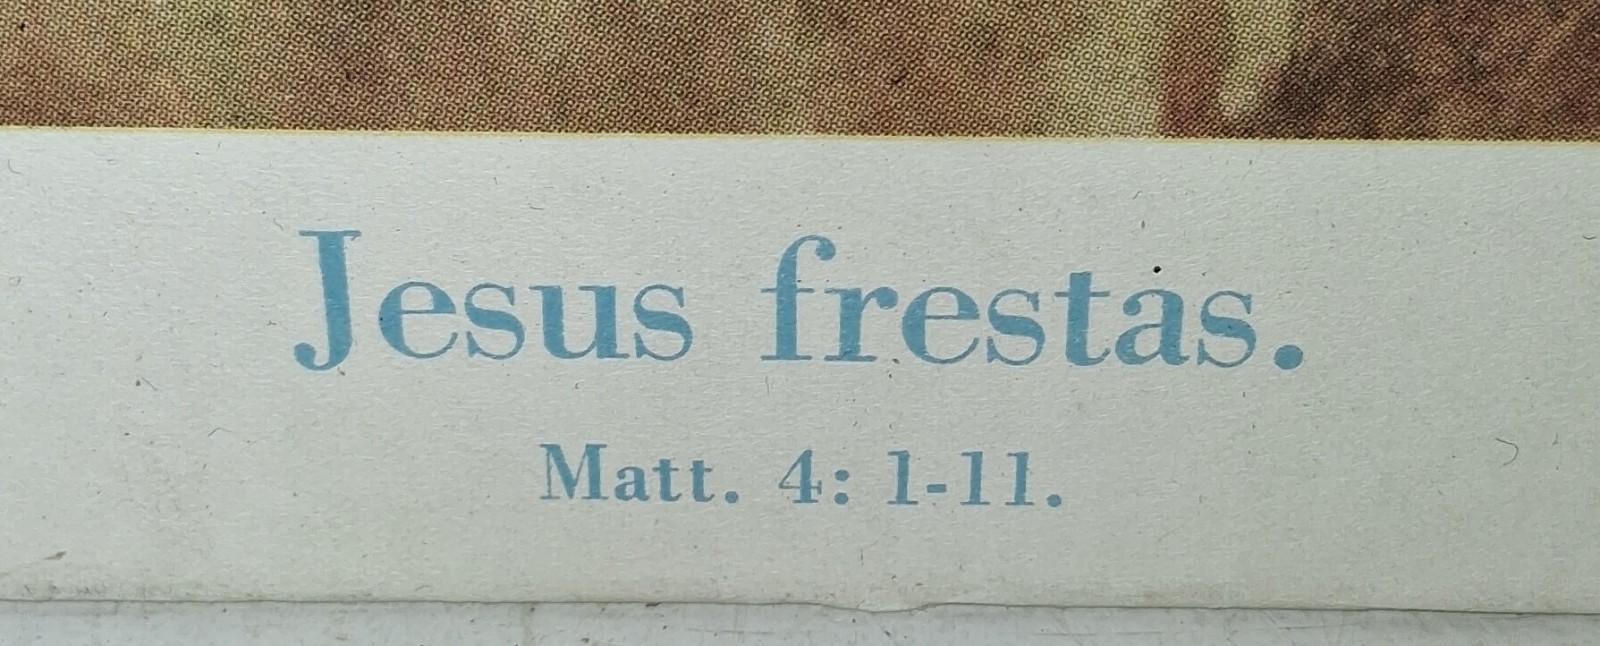 Jesus frestas.
Matt. 4: 1-11.